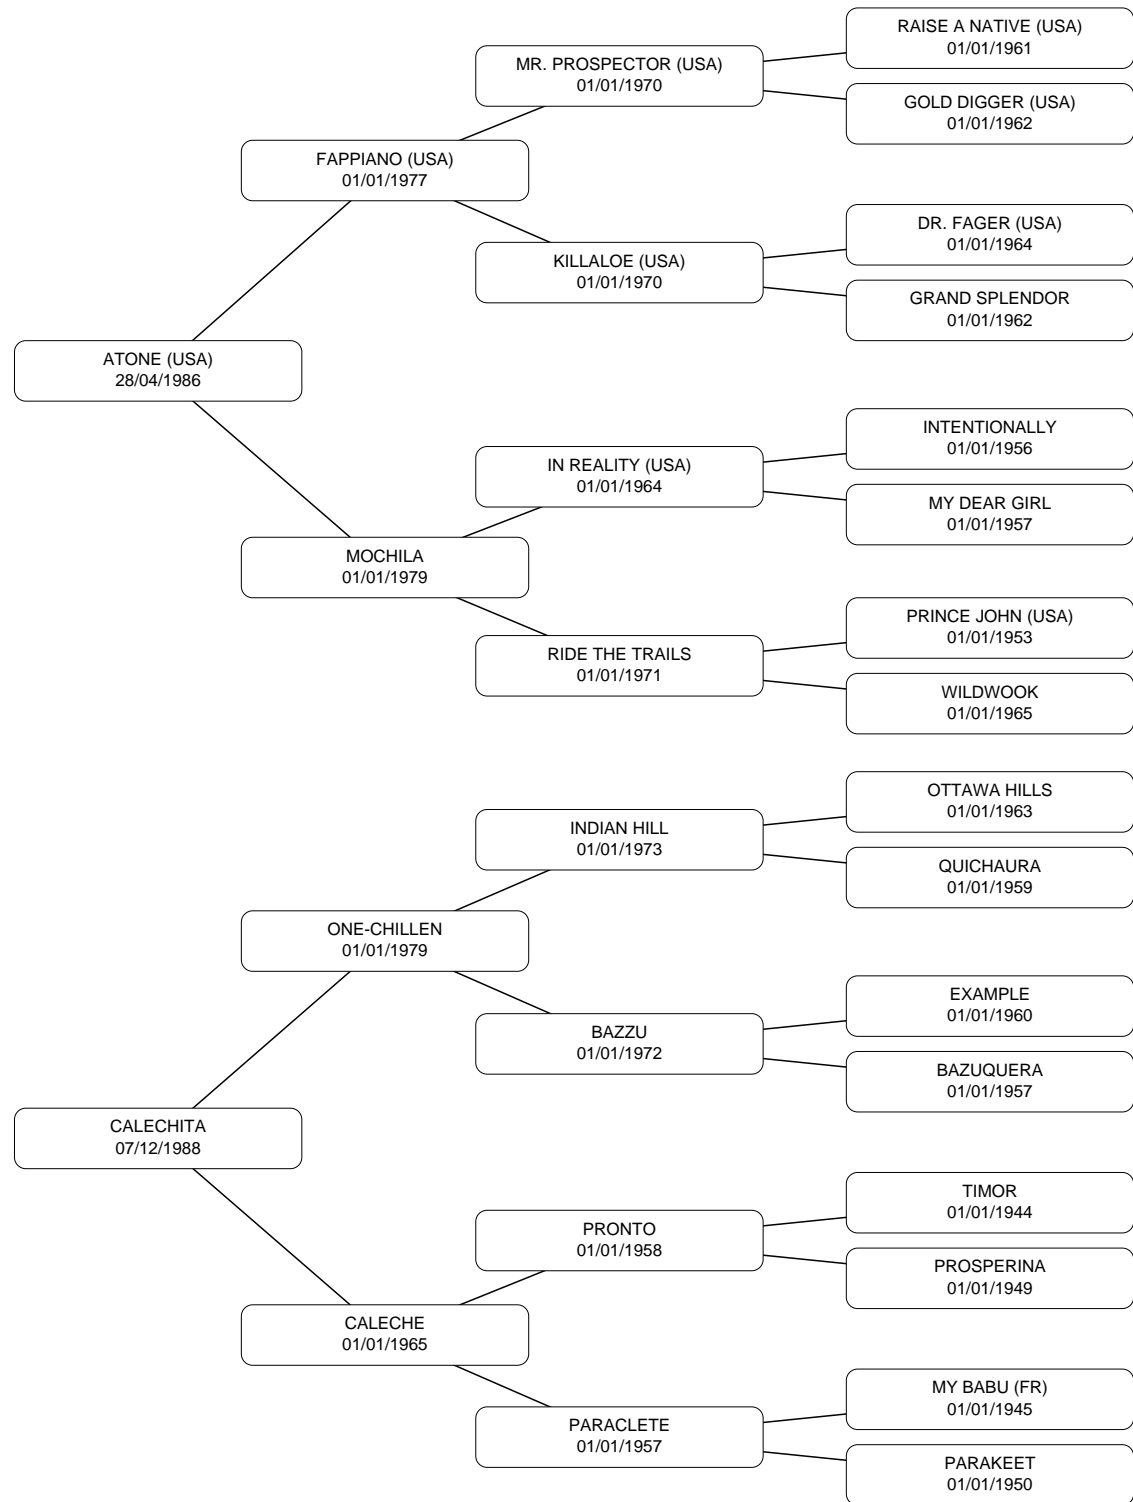 RAISE A NATIVE (USA)
01/01/1961
MR. PROSPECTOR (USA)
01/01/1970
GOLD DIGGER (USA)
01/01/1962
FAPPIANO (USA)
01/01/1977
DR. FAGER (USA)
01/01/1964
KILLALOE (USA)
01/01/1970
GRAND SPLENDOR
01/01/1962
ATONE (USA)
28/04/1986
INTENTIONALLY
01/01/1956
IN REALITY (USA)
01/01/1964
MY DEAR GIRL
01/01/1957
MOCHILA
01/01/1979
PRINCE JOHN (USA)
01/01/1953
RIDE THE TRAILS
01/01/1971
WILDWOOK
01/01/1965
OTTAWA HILLS
01/01/1963
INDIAN HILL
01/01/1973
QUICHAURA
01/01/1959
ONE-CHILLEN
01/01/1979
EXAMPLE
01/01/1960
BAZZU
01/01/1972
BAZUQUERA
01/01/1957
CALECHITA
07/12/1988
TIMOR
01/01/1944
PRONTO
01/01/1958
PROSPERINA
01/01/1949
CALECHE
01/01/1965
MY BABU (FR)
01/01/1945
PARACLETE
01/01/1957
PARAKEET
01/01/1950